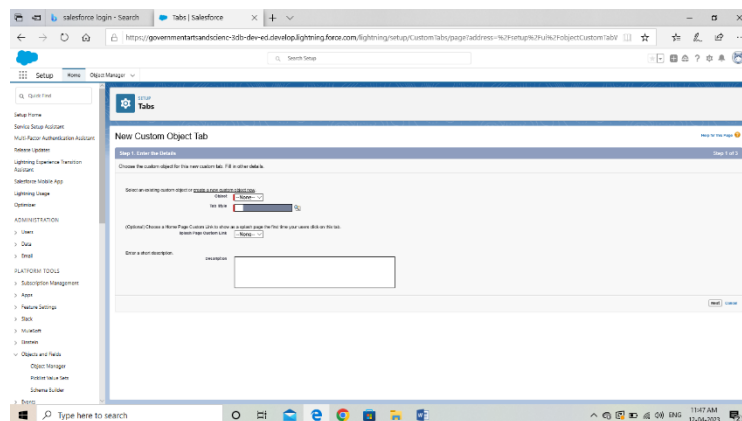 salesforce login - Search
Tabs | Salesforce
https://governmentartsandscienc-3db-dev-ed.develop.lightning.force.com/lightning/setup/CustomTabs/page?address=%2Fsetup%2Fui%2FeditCustomTabY
Search Setup
Setup Home Object Manager
Quick Find
SETUP
Tabs
Setup Home
Service Setup Assistant
Multi-Factor Authentication Assistant
Release Updates
Lightning Experience Transition
Assistant
Salesforce Mobile App
Lightning Usage
Optimizer
ADMINISTRATION
Users
Data
Email
PLATFORM TOOLS
Subscription Management
Apps
Feature Settings
Slack
MuleSoft
Einstein
Objects and Fields
Object Manager
Picklist Value Sets
Schema Builder
Events
New Custom Object Tab
Help for this Page
Step 1. Enter the Details
Step 1 of 3
Choose the custom object for this new custom tab. Fill in other details.
Select an existing custom object or create a new custom object now.
Object --None--
Tab Style
(Optional) Choose a Home Page Custom Link to show as a splash page the first time your users click on this tab.
Splash Page Custom Link --None--
Enter a short description.
Description
Next Cancel
Type here to search
ENG
11:47 AM
12-04-2023